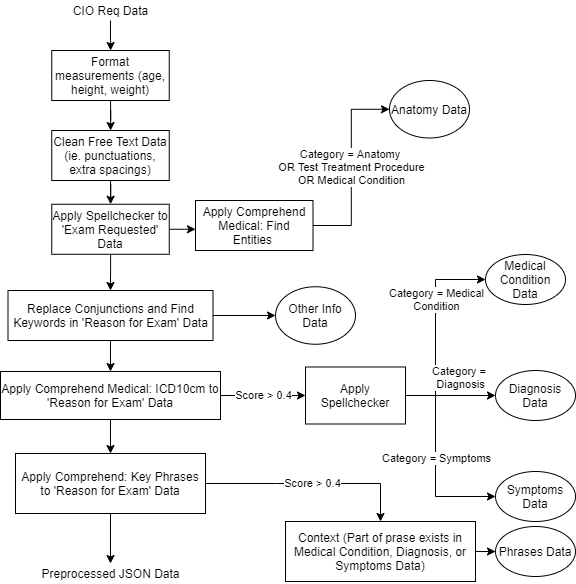 CIO Req Data
Format
measurements (age,
height, weight)
Clean Free Text Data
(ie. punctuations,
extra spacings)
Anatomy Data
Category = Anatomy
OR Test Treatment Procedure
OR Medical Condition
Apply Spellchecker to
'Exam Requested'
Data
Apply Comprehend
Medical: Find
Entities
Replace Conjunctions and Find
Keywords in 'Reason for Exam' Data
Other Info
Data
Medical
Condition
Data
Category = Medical
Condition
Apply Comprehend Medical: ICD10cm to
'Reason for Exam' Data
Score > 0.4
Apply
Spellchecker
Category =
Diagnosis
Diagnosis
Data
Category = Symptoms
Symptoms
Data
Apply Comprehend: Key Phrases
to 'Reason for Exam' Data
Score > 0.4
Context (Part of prase exists in
Medical Condition, Diagnosis, or
Symptoms Data)
Phrases Data
Preprocessed JSON Data